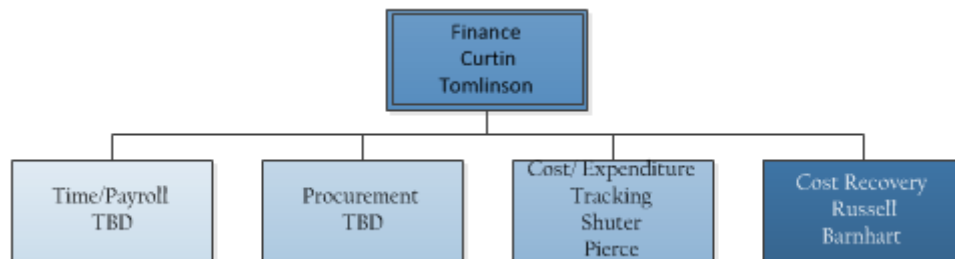 Finance
Curtin
Tomlinson
Time/Payroll
TBD
Procurement
TBD
Cost/ Expenditure
Tracking
Shuter
Pierce
Cost Recovery
Russell
Barnhart